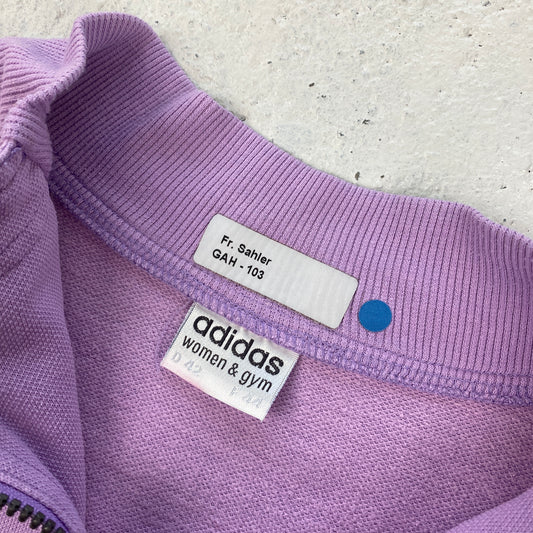 Fr. Sahler
GAH - 103
adidas
women & gym
D 42 F 44